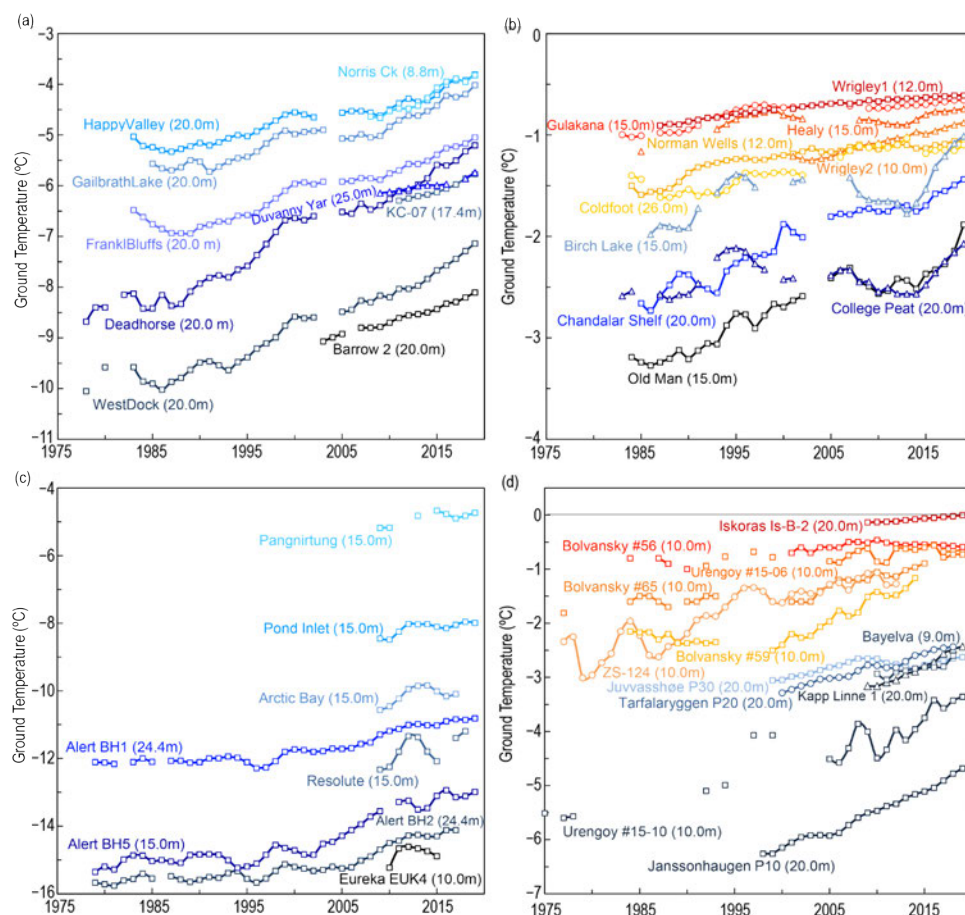 (a)
Ground Temperature (ºC)
−3
−4
−5
−6
−7
−8
−9
−10
−11
1975
1985
1995
2005
2015
Norris Ck (8.8m)
HappyValley (20.0m)
GailbrathLake (20.0m)
Duvanny Yar (25.0m)
KC-07 (17.4m)
FranklBluffs (20.0 m)
Deadhorse (20.0 m)
Barrow 2 (20.0m)
WestDock (20.0m)
(b)
Ground Temperature (ºC)
0
−1
−2
−3
−4
1975
1985
1995
2005
2015
Wrigley1 (12.0m)
Gulakana (15.0m)
Healy (15.0m)
Norman Wells (12.0m)
Wrigley2 (10.0m)
Coldfoot (26.0m)
Birch Lake (15.0m)
Chandalar Shelf (20.0m)
College Peat (20.0m)
Old Man (15.0m)
(c)
Ground Temperature (ºC)
−4
−6
−8
−10
−12
−14
−16
1975
1985
1995
2005
2015
Pangnirtung (15.0m)
Pond Inlet (15.0m)
Arctic Bay (15.0m)
Alert BH1 (24.4m)
Resolute (15.0m)
Alert BH2 (24.4m)
Alert BH5 (15.0m)
Eureka EUK4 (10.0m)
(d)
Ground Temperature (ºC)
0
−1
−2
−3
−4
−5
−6
−7
1975
1985
1995
2005
2015
Iskoras Is-B-2 (20.0m)
Bolvansky #56 (10.0m)
Urengoy #15-06 (10.0m)
Bolvansky #65 (10.0m)
Bayelva (9.0m)
Bolvansky #59 (10.0m)
ZS-124 (10.0m)
Juvvasshøe P30 (20.0m)
Kapp Linne 1 (20.0m)
Tarfalaryggen P20 (20.0m)
Urengoy #15-10 (10.0m)
Janssonhaugen P10 (20.0m)